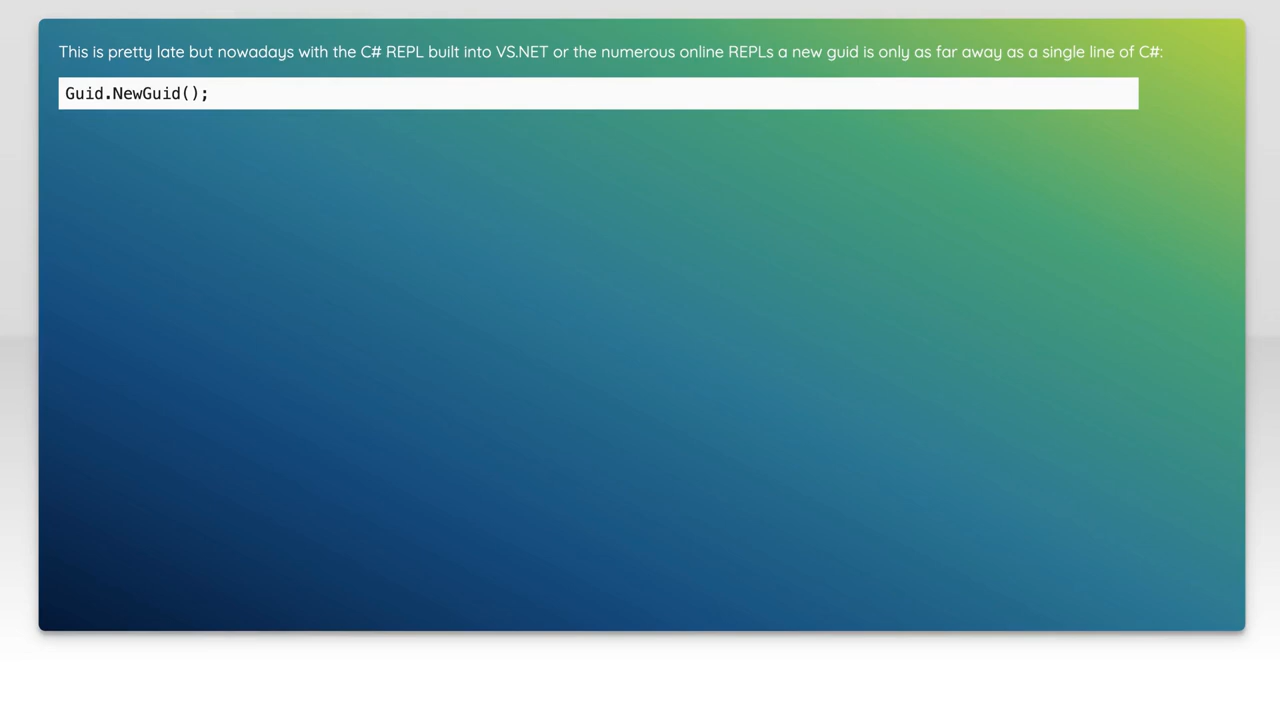 This is pretty late but nowadays with the C# REPL built into VS.NET or the numerous online REPLs a new guid is only as far away as a single line of C#:
Guid.NewGuid();